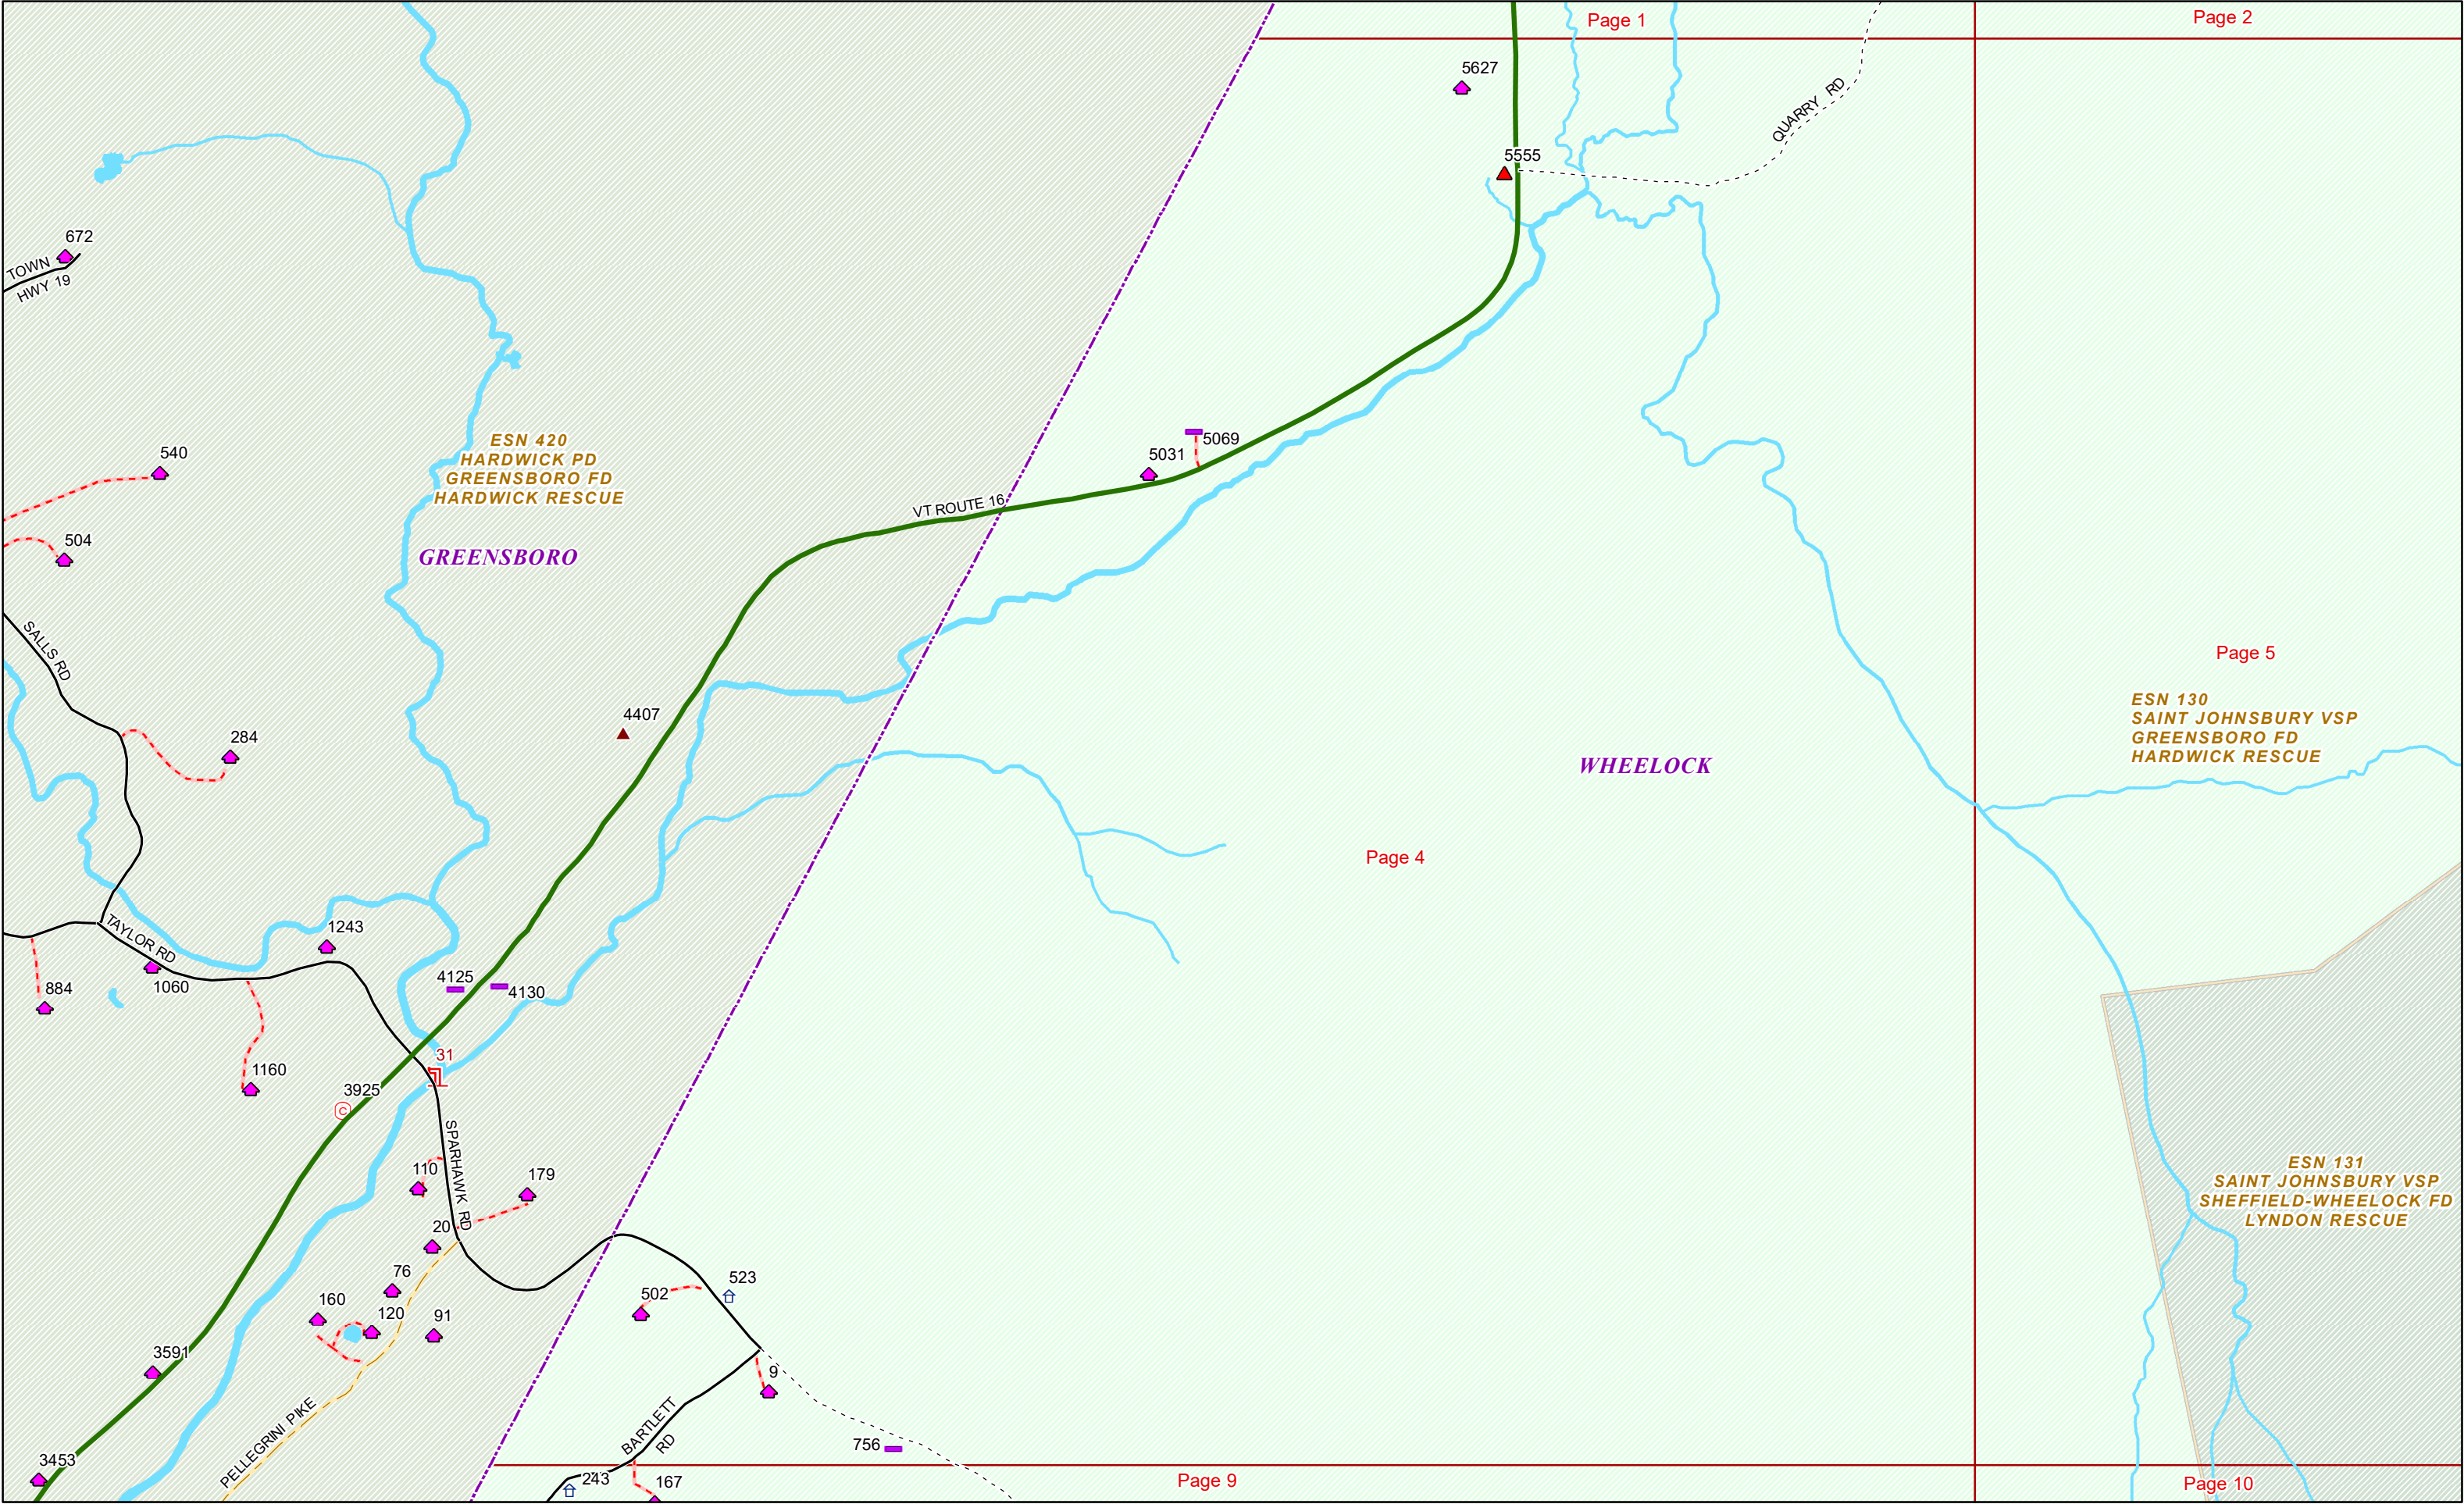 Page 1
Page 2
5627
QUARRY RD
5555
672
TOWN
HWY 19
ESN 420
HARDWICK PD
GREENSBORO FD
HARDWICK RESCUE
5069
5031
540
VT ROUTE 16
504
GREENSBORO
SALLS RD
Page 5
ESN 130
SAINT JOHNSBURY VSP
GREENSBORO FD
HARDWICK RESCUE
4407
284
WHEELOCK
Page 4
1243
TAYLOR RD
4125
4130
884
1060
31
1160
3925
SPARHAWK RD
110
179
ESN 131
SAINT JOHNSBURY VSP
SHEFFIELD-WHEELOCK FD
LYNDON RESCUE
20
76
523
502
160
120
91
3591
9
PELLEGRINI PIKE
BARTLETT
RD
756
3453
243
167
Page 9
Page 10
C